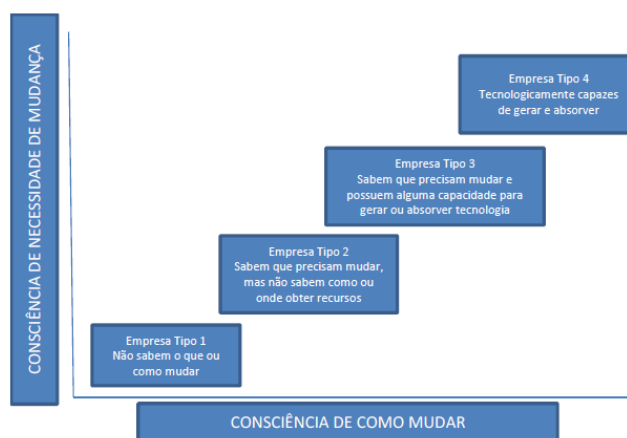 CONSCIÊNCIA DE NECESSIDADE DE MUDANÇA
Empresa Tipo 4
Tecnologicamente capazes
de gerar e absorver
Empresa Tipo 3
Sabem que precisam mudar e
possuem alguma capacidade para
gerar ou absorver tecnologia
Empresa Tipo 2
Sabem que precisam mudar,
mas não sabem como ou
onde obter recursos
Empresa Tipo 1
Não sabem o que ou
como mudar
CONSCIÊNCIA DE COMO MUDAR